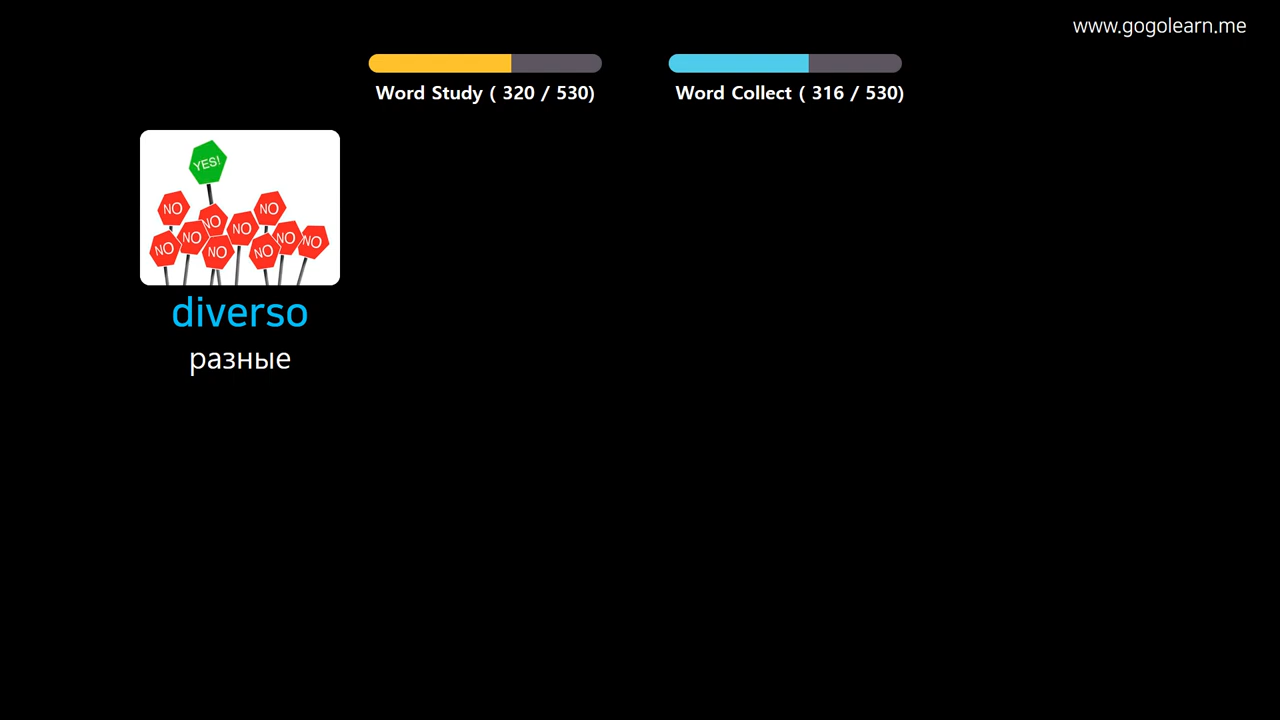 www.gogolearn.me
Word Study ( 320 / 530)
Word Collect ( 316 / 530)
YES!
NO
NO
NO
NO
NO
NO
NO
NO
NO
NO
diverso
разные